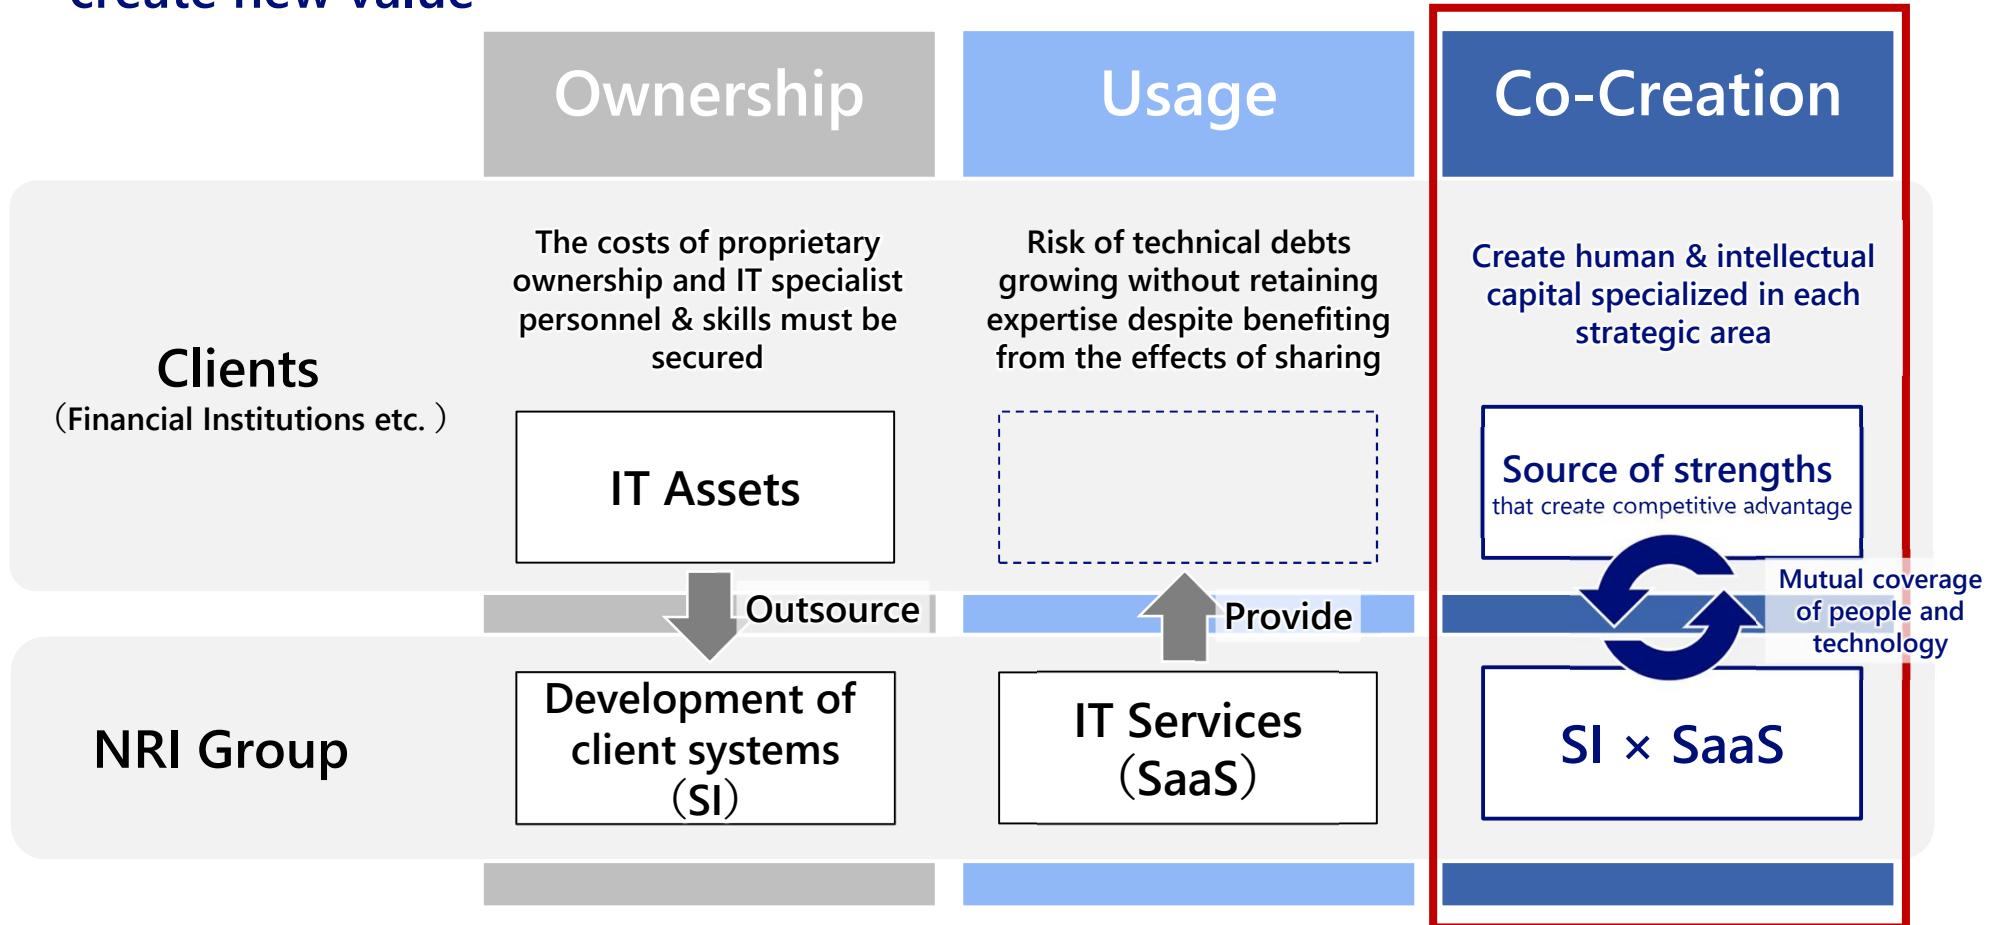 create new value
Ownership
Usage
Co-Creation
Clients
（Financial Institutions etc. ）
The costs of proprietary
ownership and IT specialist
personnel & skills must be
secured
Risk of technical debts
growing without retaining
expertise despite benefiting
from the effects of sharing
Create human & intellectual
capital specialized in each
strategic area
IT Assets
Source of strengths
that create competitive advantage
Outsource
Provide
Mutual coverage
of people and
technology
NRI Group
Development of
client systems
（SI）
IT Services
（SaaS）
SI × SaaS